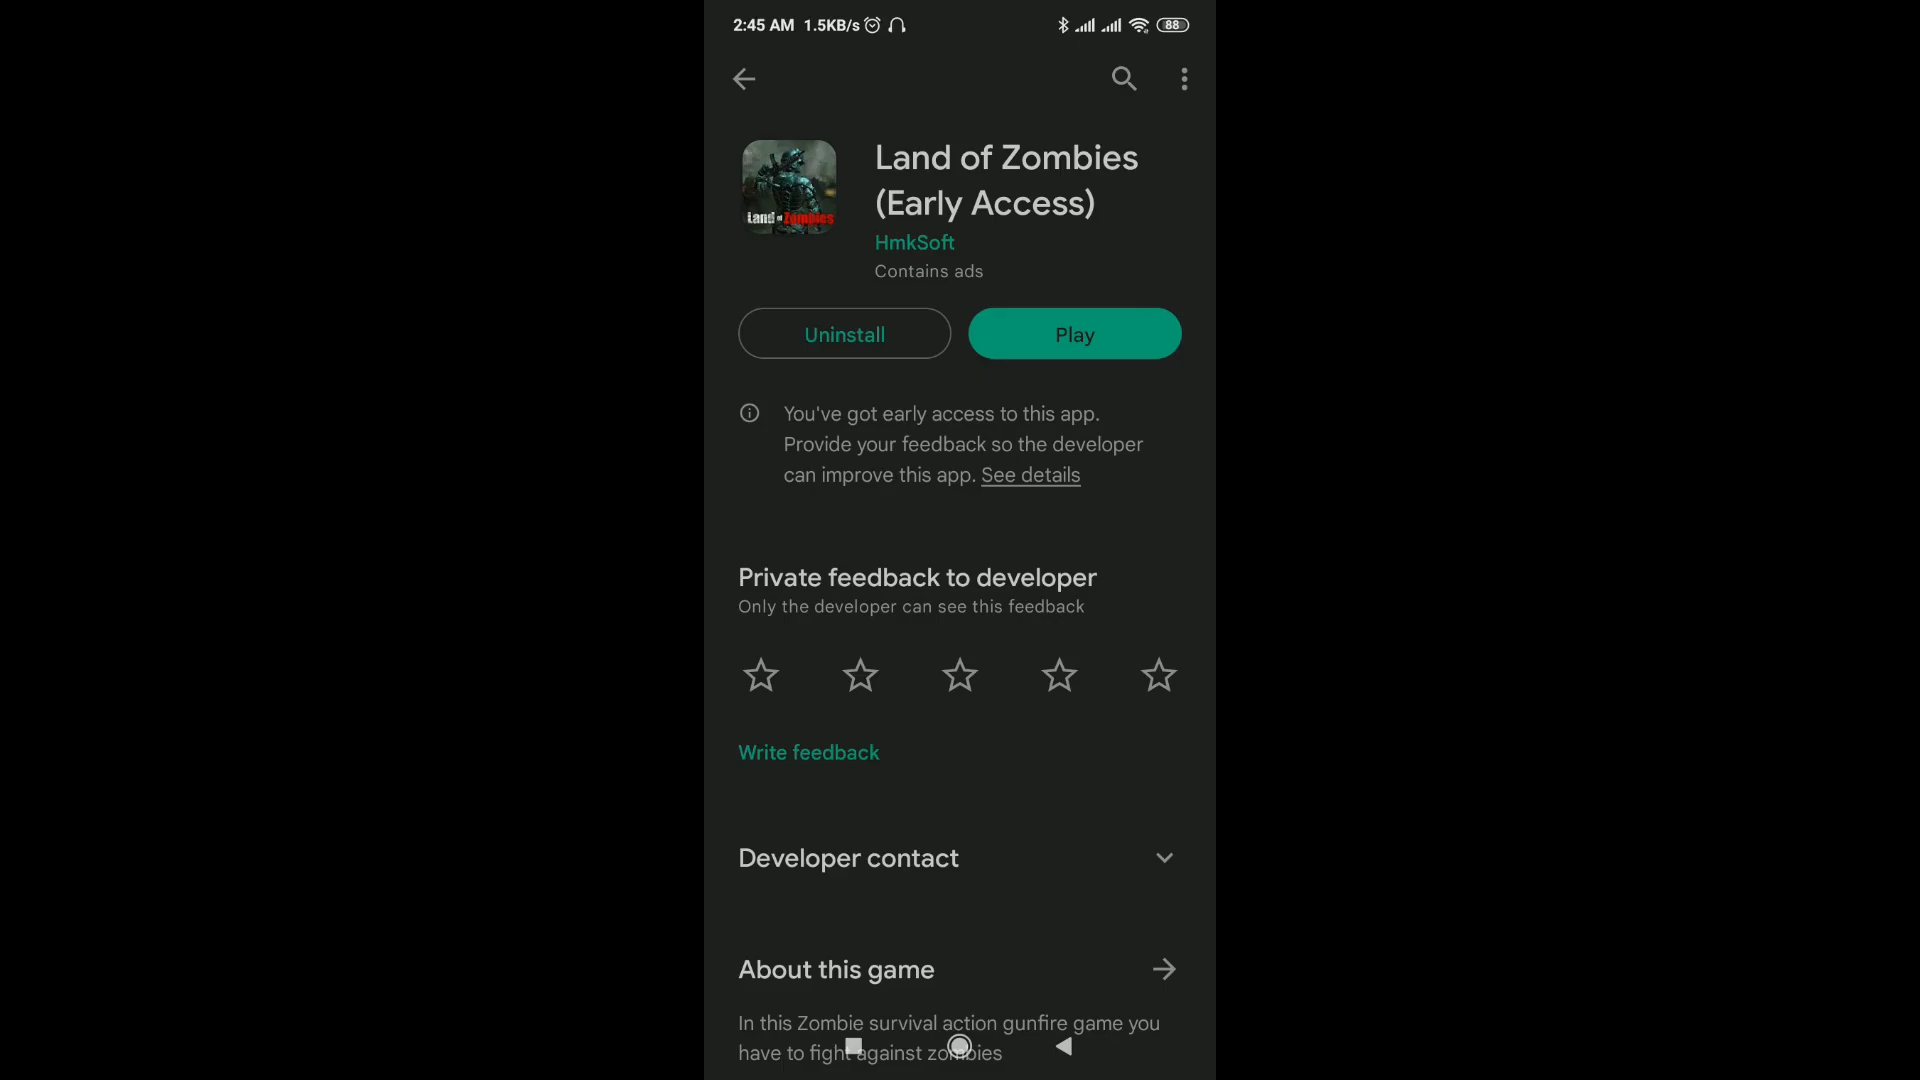 2:45 AM 1.5KB/s 88
Land of Zombies
Land of Zombies
(Early Access)
HmkSoft
Contains ads
Uninstall
Play
You've got early access to this app.
Provide your feedback so the developer
can improve this app. See details
Private feedback to developer
Only the developer can see this feedback
Write feedback
Developer contact
About this game
In this Zombie survival action gunfire game you
have to fight against zombies